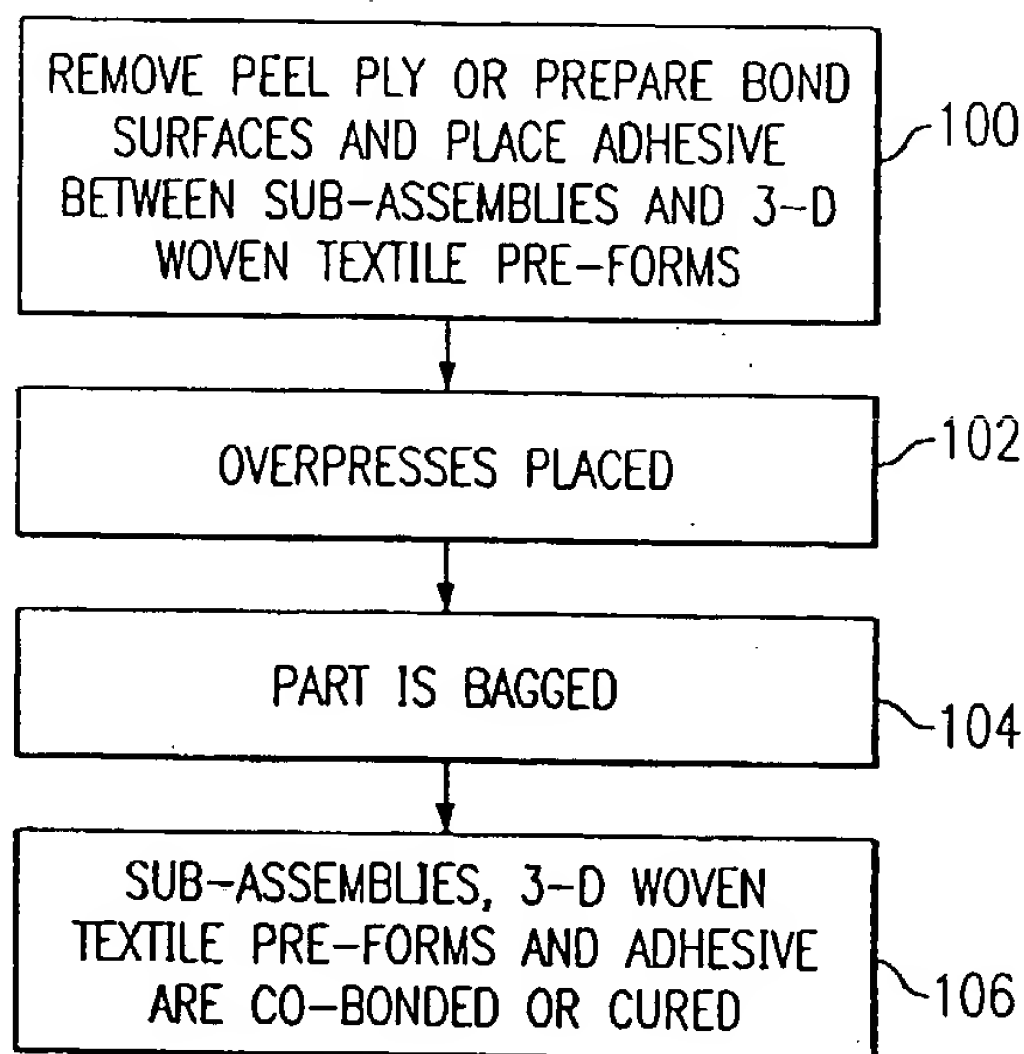 REMOVE PEEL PLY OR PREPARE BOND
SURFACES AND PLACE ADHESIVE
BETWEEN SUB-ASSEMBLIES AND 3-D
WOVEN TEXTILE PRE-FORMS
100
OVERPRESSES PLACED
102
PART IS BAGGED
104
SUB-ASSEMBLIES, 3-D WOVEN
TEXTILE PRE-FORMS AND ADHESIVE
ARE CO-BONDED OR CURED
106